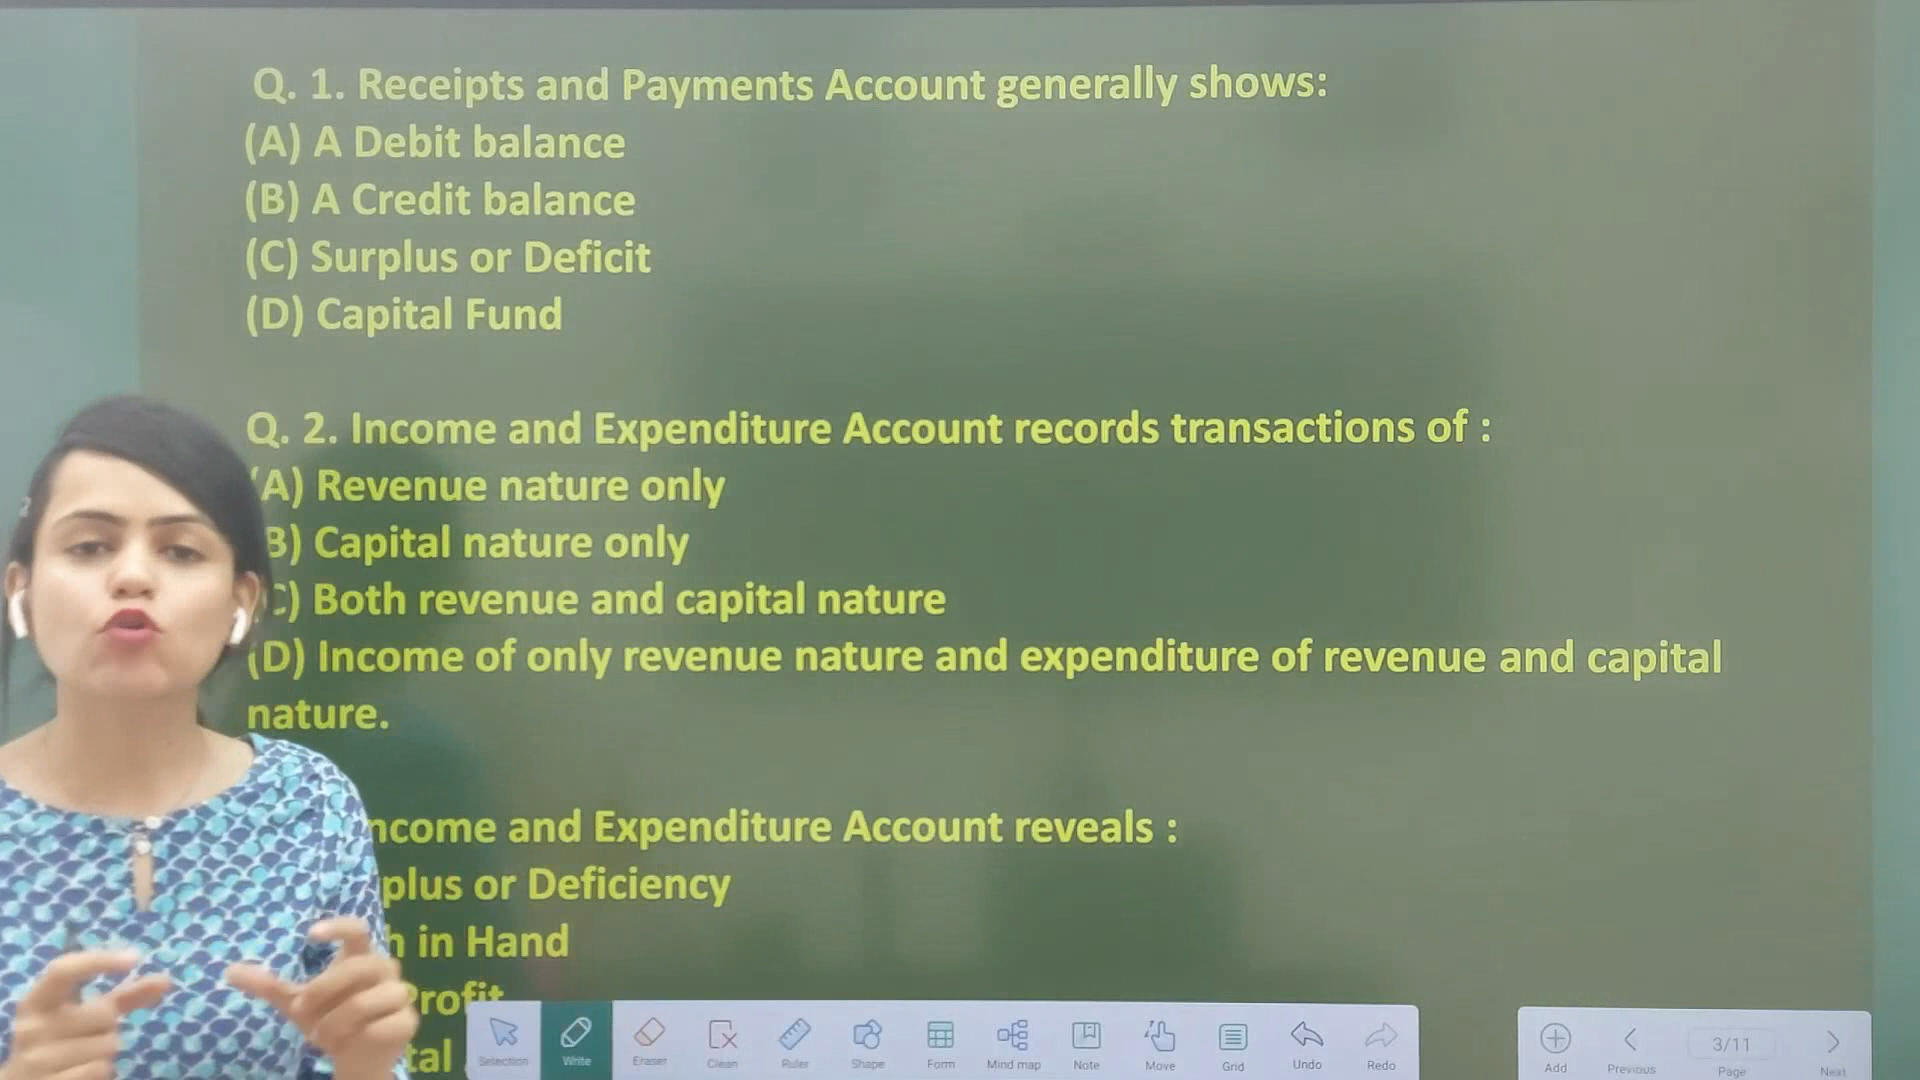 Q. 1. Receipts and Payments Account generally shows:
(A) A Debit balance
(B) A Credit balance
(C) Surplus or Deficit
(D) Capital Fund
Q. 2. Income and Expenditure Account records transactions of :
(A) Revenue nature only
B) Capital nature only
C) Both revenue and capital nature
(D) Income of only revenue nature and expenditure of revenue and capital
nature.
ncome and Expenditure Account reveals :
plus or Deficiency
h in Hand
Profit
tal
Selection Write Eraser Clean Ruler Shape Form Mind map Note Move Grid Undo Redo
Add Previous 3/11 Page Next